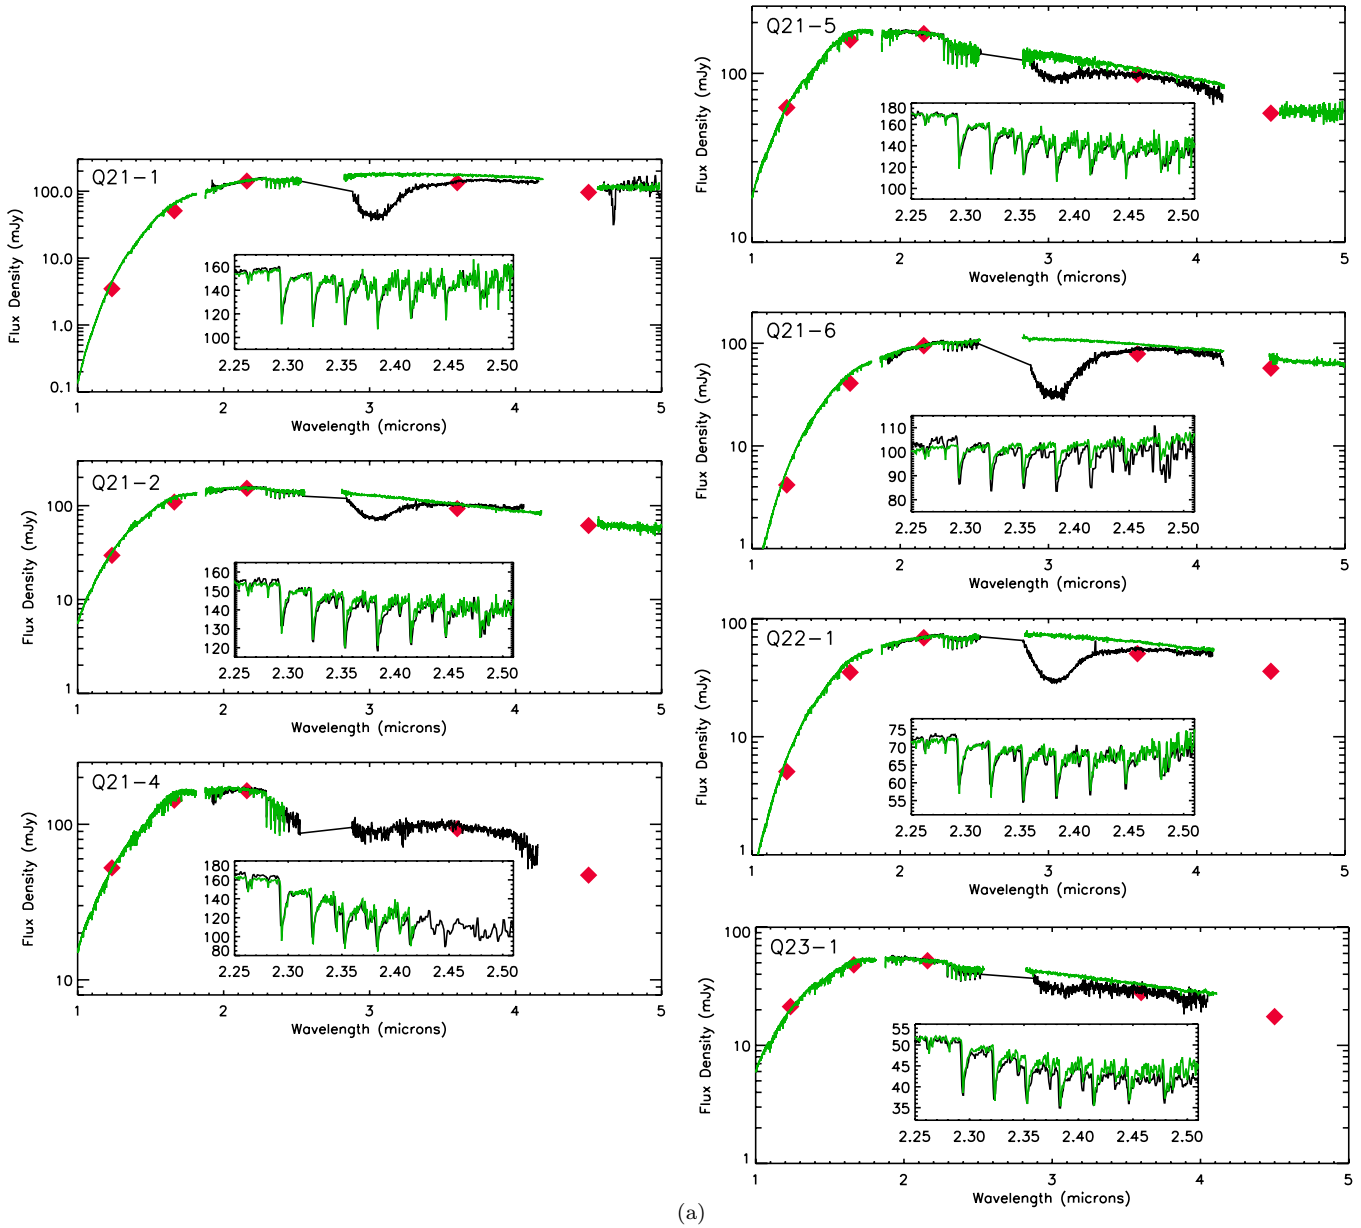 Q21-1
Flux Density (mJy)
100.0
10.0
1.0
0.1
160
140
120
100
2.25 2.30 2.35 2.40 2.45 2.50
1 2 3 4 5
Wavelength (microns)
Q21-2
Flux Density (mJy)
100
10
1
160
150
140
130
120
2.25 2.30 2.35 2.40 2.45 2.50
1 2 3 4 5
Wavelength (microns)
Q21-4
Flux Density (mJy)
100
10
180
160
140
120
100
80
2.25 2.30 2.35 2.40 2.45 2.50
1 2 3 4 5
Wavelength (microns)
Q21-5
Flux Density (mJy)
100
10
180
160
140
120
100
2.25 2.30 2.35 2.40 2.45 2.50
1 2 3 4 5
Wavelength (microns)
Q21-6
Flux Density (mJy)
100
10
1
110
100
90
80
2.25 2.30 2.35 2.40 2.45 2.50
1 2 3 4 5
Wavelength (microns)
Q22-1
Flux Density (mJy)
100
10
1
75
70
65
60
55
2.25 2.30 2.35 2.40 2.45 2.50
1 2 3 4 5
Wavelength (microns)
Q23-1
Flux Density (mJy)
100
10
1
55
50
45
40
35
2.25 2.30 2.35 2.40 2.45 2.50
1 2 3 4 5
Wavelength (microns)
(a)